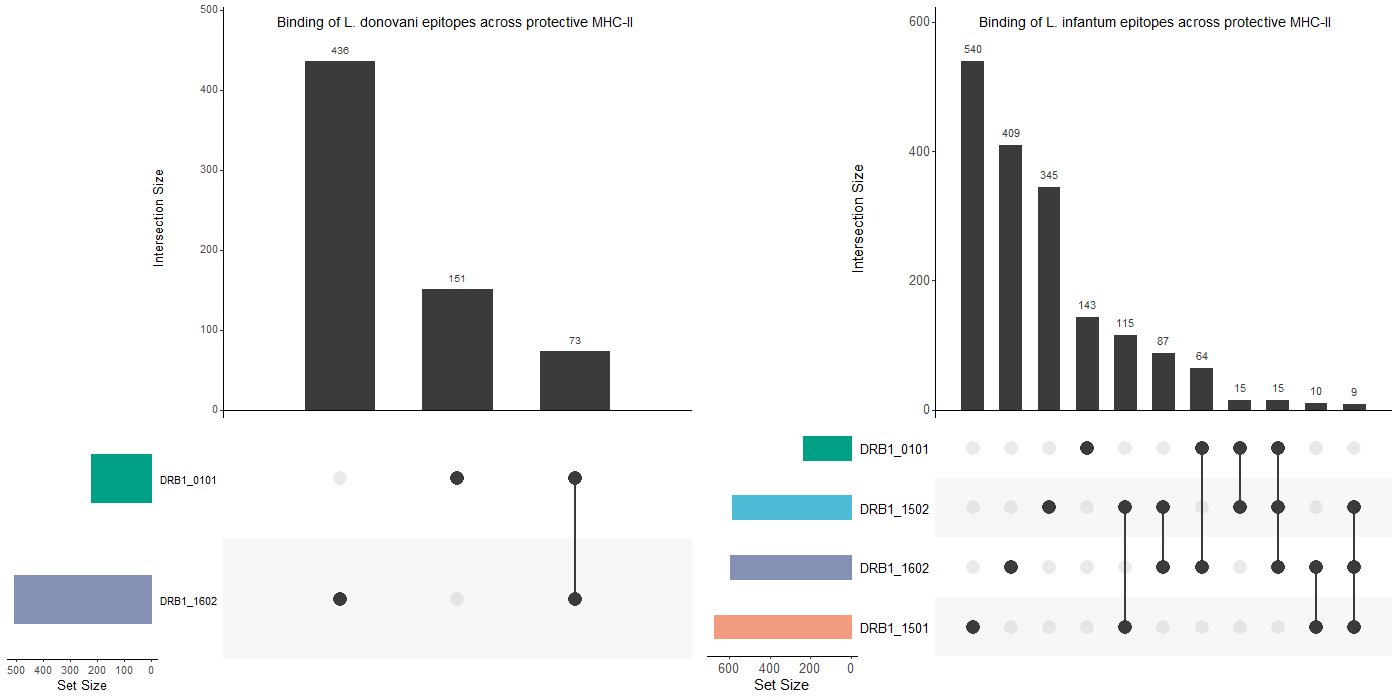 Binding of L. donovani epitopes across protective MHC-II
500
400
300
200
100
0
Intersection Size
436
151
73
DRB1_0101
DRB1_1602
500 400 300 200 100 0
Set Size
Binding of L. infantum epitopes across protective MHC-II
600
400
200
0
Intersection Size
540
409
345
143
115
87
64
15
15
10
9
DRB1_0101
DRB1_1502
DRB1_1602
DRB1_1501
600 400 200 0
Set Size